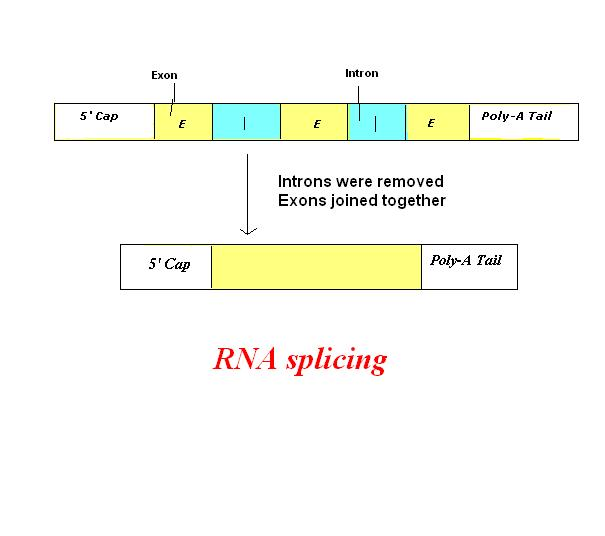 Exon
Intron
5' Cap E I E I E Poly-A Tail
Introns were removed
Exons joined together
5' Cap Poly-A Tail
RNA splicing